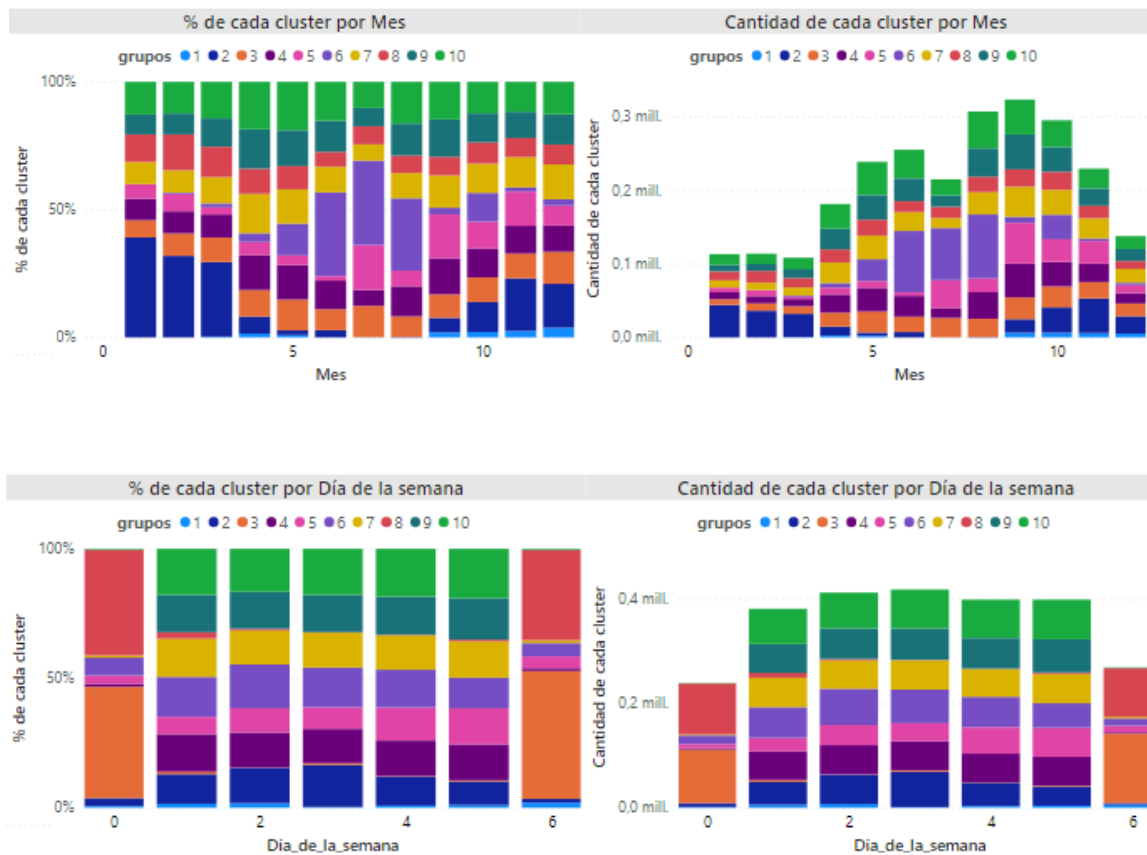 % de cada cluster por Mes
grupos 1 2 3 4 5 6 7 8 9 10
100%
50%
0%
% de cada cluster
0 5 10
Mes
Cantidad de cada cluster por Mes
grupos 1 2 3 4 5 6 7 8 9 10
0,3 mill.
0,2 mill.
0,1 mill.
0,0 mill.
Cantidad de cada cluster
0 5 10
Mes
% de cada cluster por Día de la semana
grupos 1 2 3 4 5 6 7 8 9 10
100%
50%
0%
% de cada cluster
0 2 4 6
Dia_de_la_semana
Cantidad de cada cluster por Día de la semana
grupos 1 2 3 4 5 6 7 8 9 10
0,4 mill.
0,2 mill.
0,0 mill.
Cantidad de cada cluster
0 2 4 6
Dia_de_la_semana